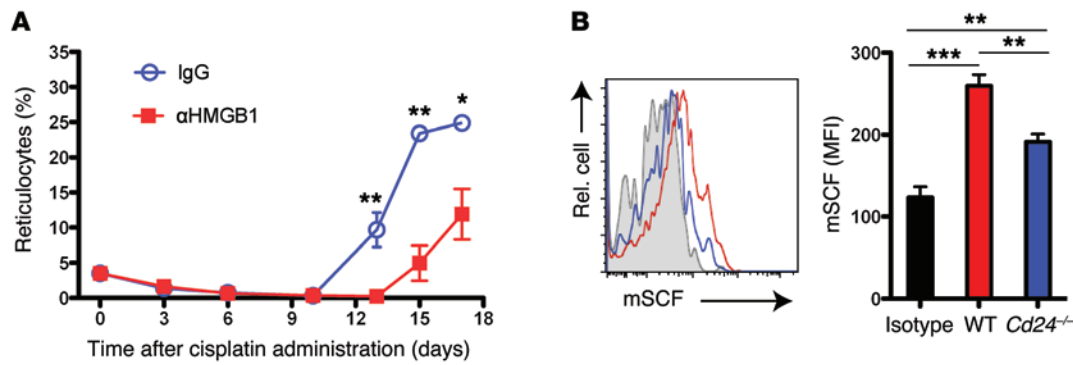 A
Reticulocytes (%)
35
30
25
20
15
10
5
0
IgG
αHMGB1
**
**
*
0 3 6 9 12 15 18
Time after cisplatin administration (days)
B
Rel. cell
mSCF
mSCF (MFI)
300
200
100
0
**
*** **
Isotype WT Cd24⁻/⁻